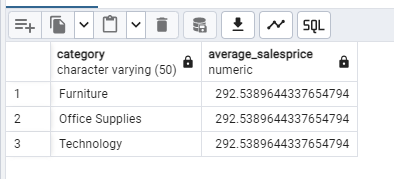 SQL
category average_salesprice
character varying (50) numeric
1 Furniture 292.5389644337654794
2 Office Supplies 292.5389644337654794
3 Technology 292.5389644337654794